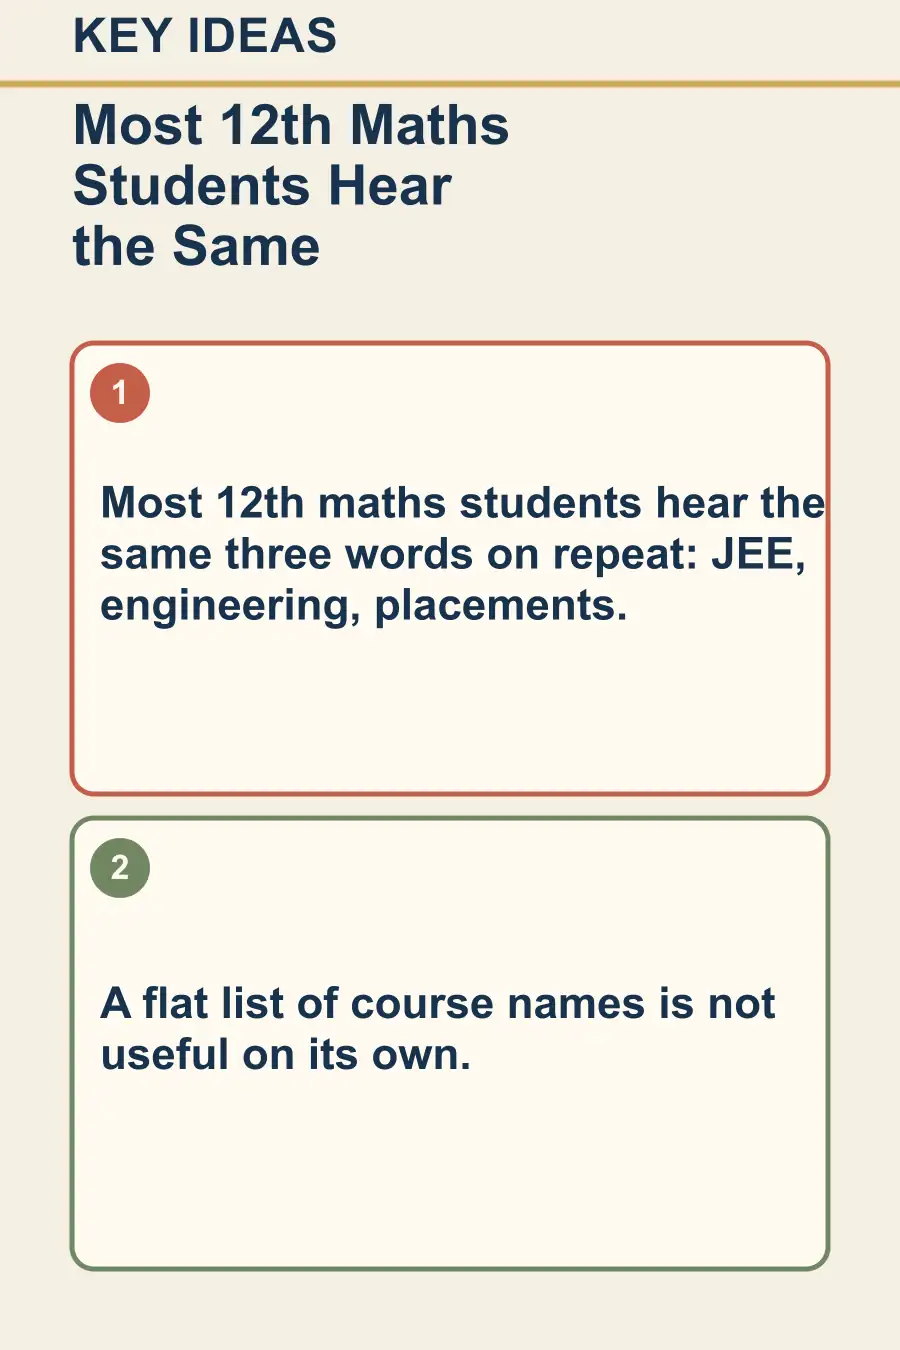 KEY IDEAS
Most 12th Maths
Students Hear
the Same
1
Most 12th maths students hear the
same three words on repeat: JEE,
engineering, placements.
2
A flat list of course names is not
useful on its own.